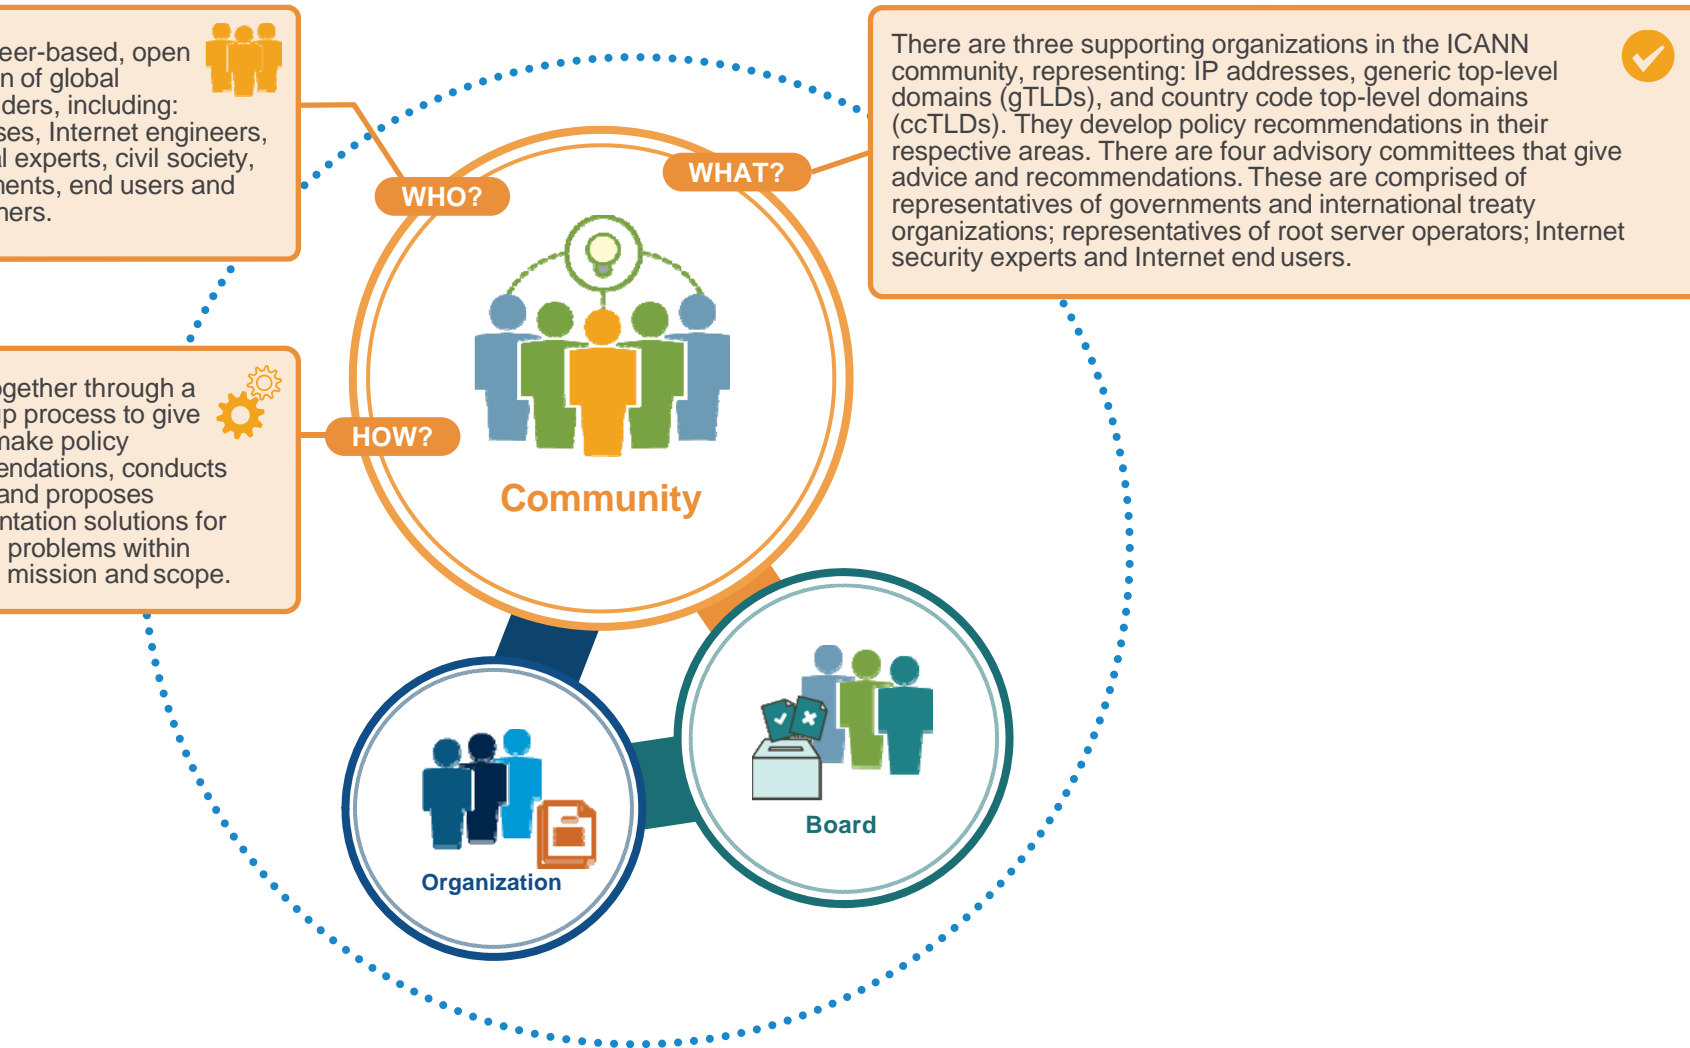 eer-based, open
n of global
ders, including:
ses, Internet engineers,
al experts, civil society,
ments, end users and
ners.
WHO?
WHAT?
There are three supporting organizations in the ICANN
community, representing: IP addresses, generic top-level
domains (gTLDs), and country code top-level domains
(ccTLDs). They develop policy recommendations in their
respective areas. There are four advisory committees that give
advice and recommendations. These are comprised of
representatives of governments and international treaty
organizations; representatives of root server operators; Internet
security experts and Internet end users.
ogether through a
up process to give
make policy
endations, conducts
and proposes
ntation solutions for
problems within
mission and scope.
HOW?
Community
Board
Organization